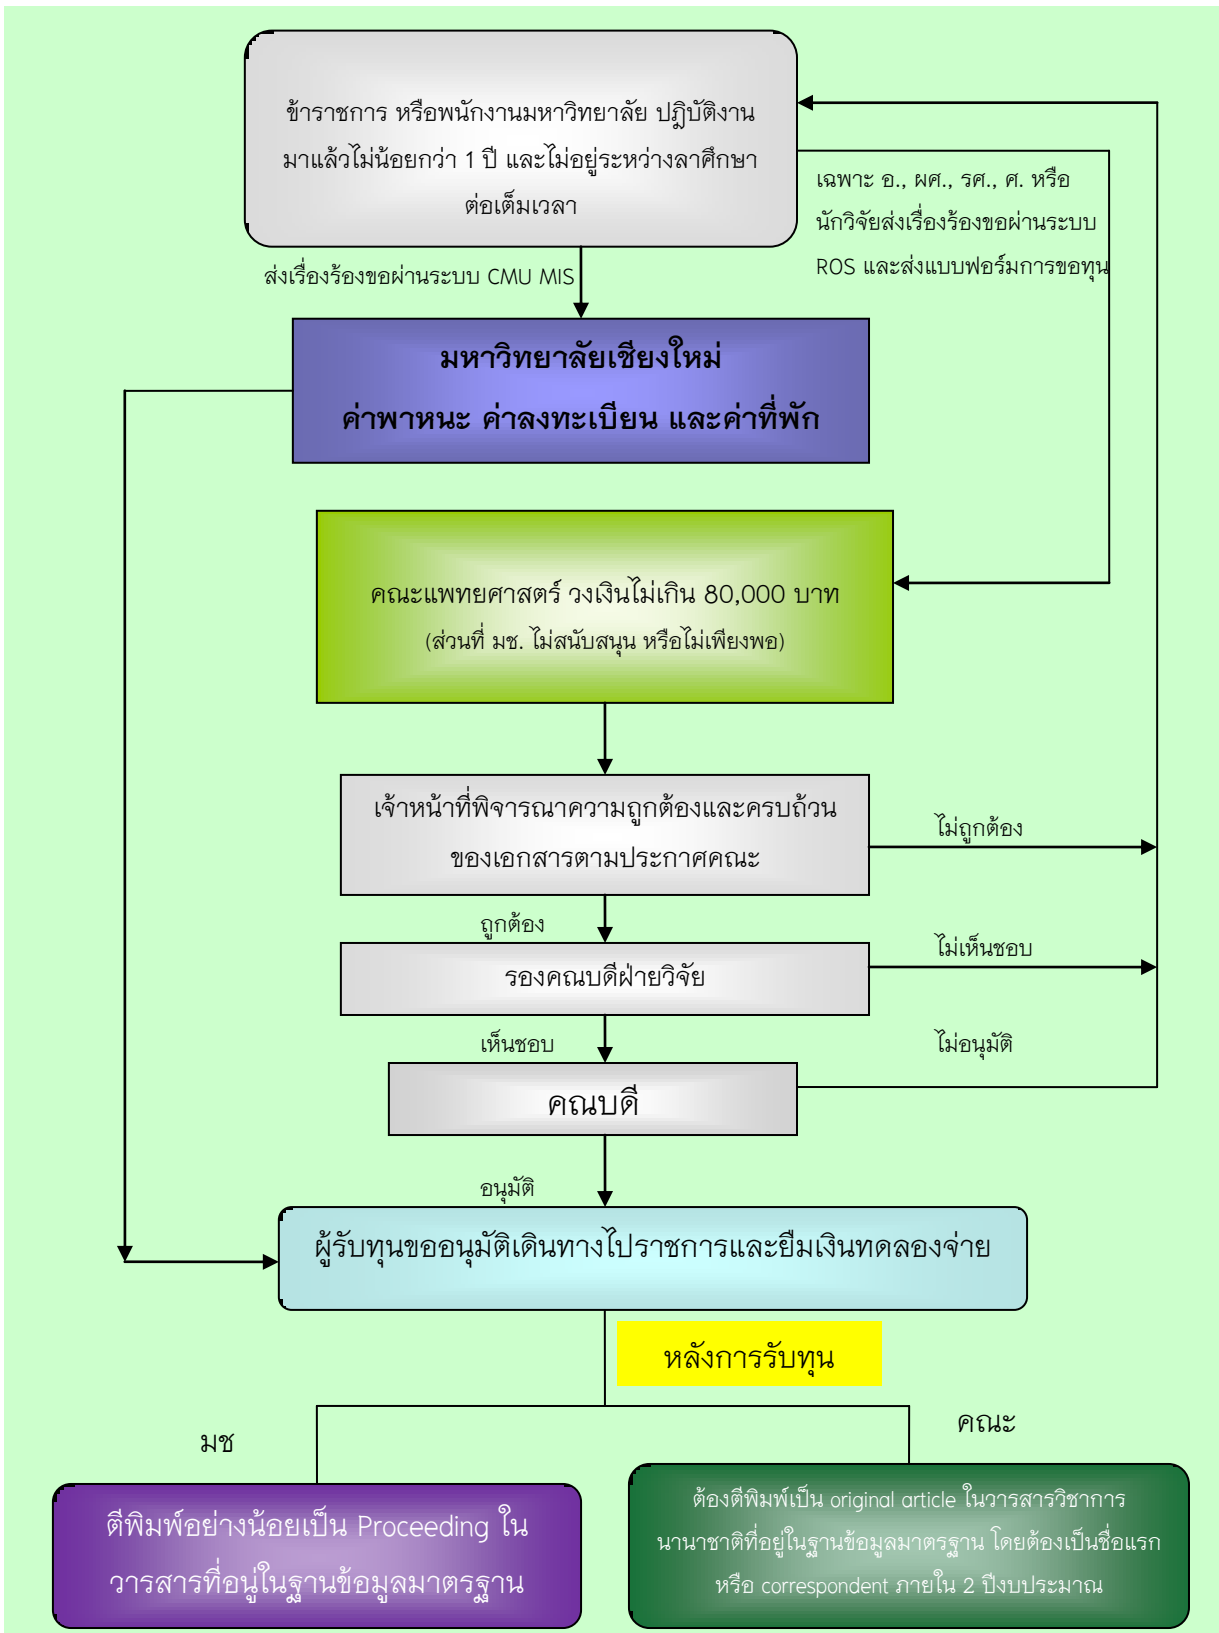 ข้าราชการ หรือพนักงานมหาวิทยาลัย ปฎิบัติงาน
มาแล้วไม่น้อยกว่า 1 ปี และไม่อยู่ระหว่างลาศึกษา
ต่อเต็มเวลา
เฉพาะ อ., ผศ., รศ., ศ. หรือ
นักวิจัยส่งเรื่องร้องขอผ่านระบบ
ROS และส่งแบบฟอร์มการขอทุน
ส่งเรื่องร้องขอผ่านระบบ CMU MIS
มหาวิทยาลัยเชียงใหม่
ค่าพาหนะ ค่าลงทะเบียน และค่าที่พัก
คณะแพทยศาสตร์ วงเงินไม่เกิน 80,000 บาท
(ส่วนที่ มช. ไม่สนับสนุน หรือไม่เพียงพอ)
เจ้าหน้าที่พิจารณาความถูกต้องและครบถ้วน
ของเอกสารตามประกาศคณะ
ไม่ถูกต้อง
ถูกต้อง
รองคณบดีฝ่ายวิจัย
ไม่เห็นชอบ
เห็นชอบ
ไม่อนุมัติ
คณบดี
อนุมัติ
ผู้รับทุนขออนุมัติเดินทางไปราชการและยืมเงินทดลองจ่าย
หลังการรับทุน
มช
คณะ
ตีพิมพ์อย่างน้อยเป็น Proceeding ใน
วารสารที่อนู่ในฐานข้อมูลมาตรฐาน
ต้องตีพิมพ์เป็น original article ในวารสารวิชาการ
นานาชาติที่อยู่ในฐานข้อมูลมาตรฐาน โดยต้องเป็นชื่อแรก
หรือ correspondent ภายใน 2 ปีงบประมาณ